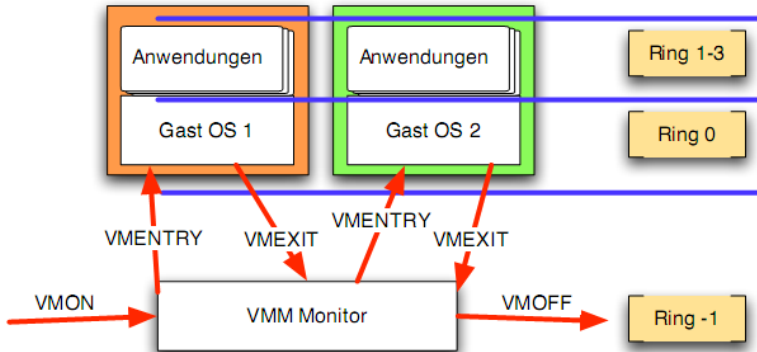 Anwendungen
Anwendungen
Ring 1-3
Gast OS 1
Gast OS 2
Ring 0
VMENTRY
VMEXIT
VMENTRY
VMEXIT
VMON
VMM Monitor
VMOFF
Ring -1